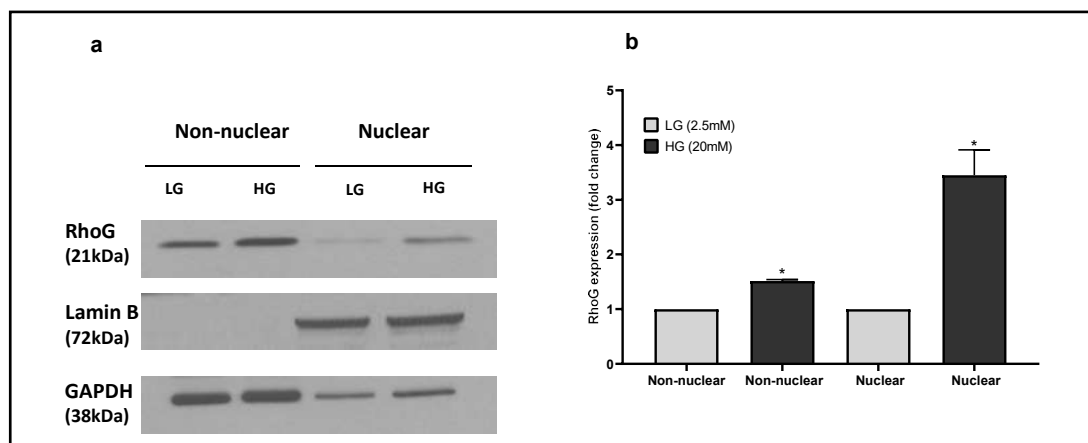 a
Non-nuclear Nuclear
LG HG LG HG
RhoG
(21kDa)
Lamin B
(72kDa)
GAPDH
(38kDa)
b
RhoG expression (fold change)
5
4
3
2
1
0
LG (2.5mM)
HG (20mM)
*
*
Non-nuclear Non-nuclear Nuclear Nuclear